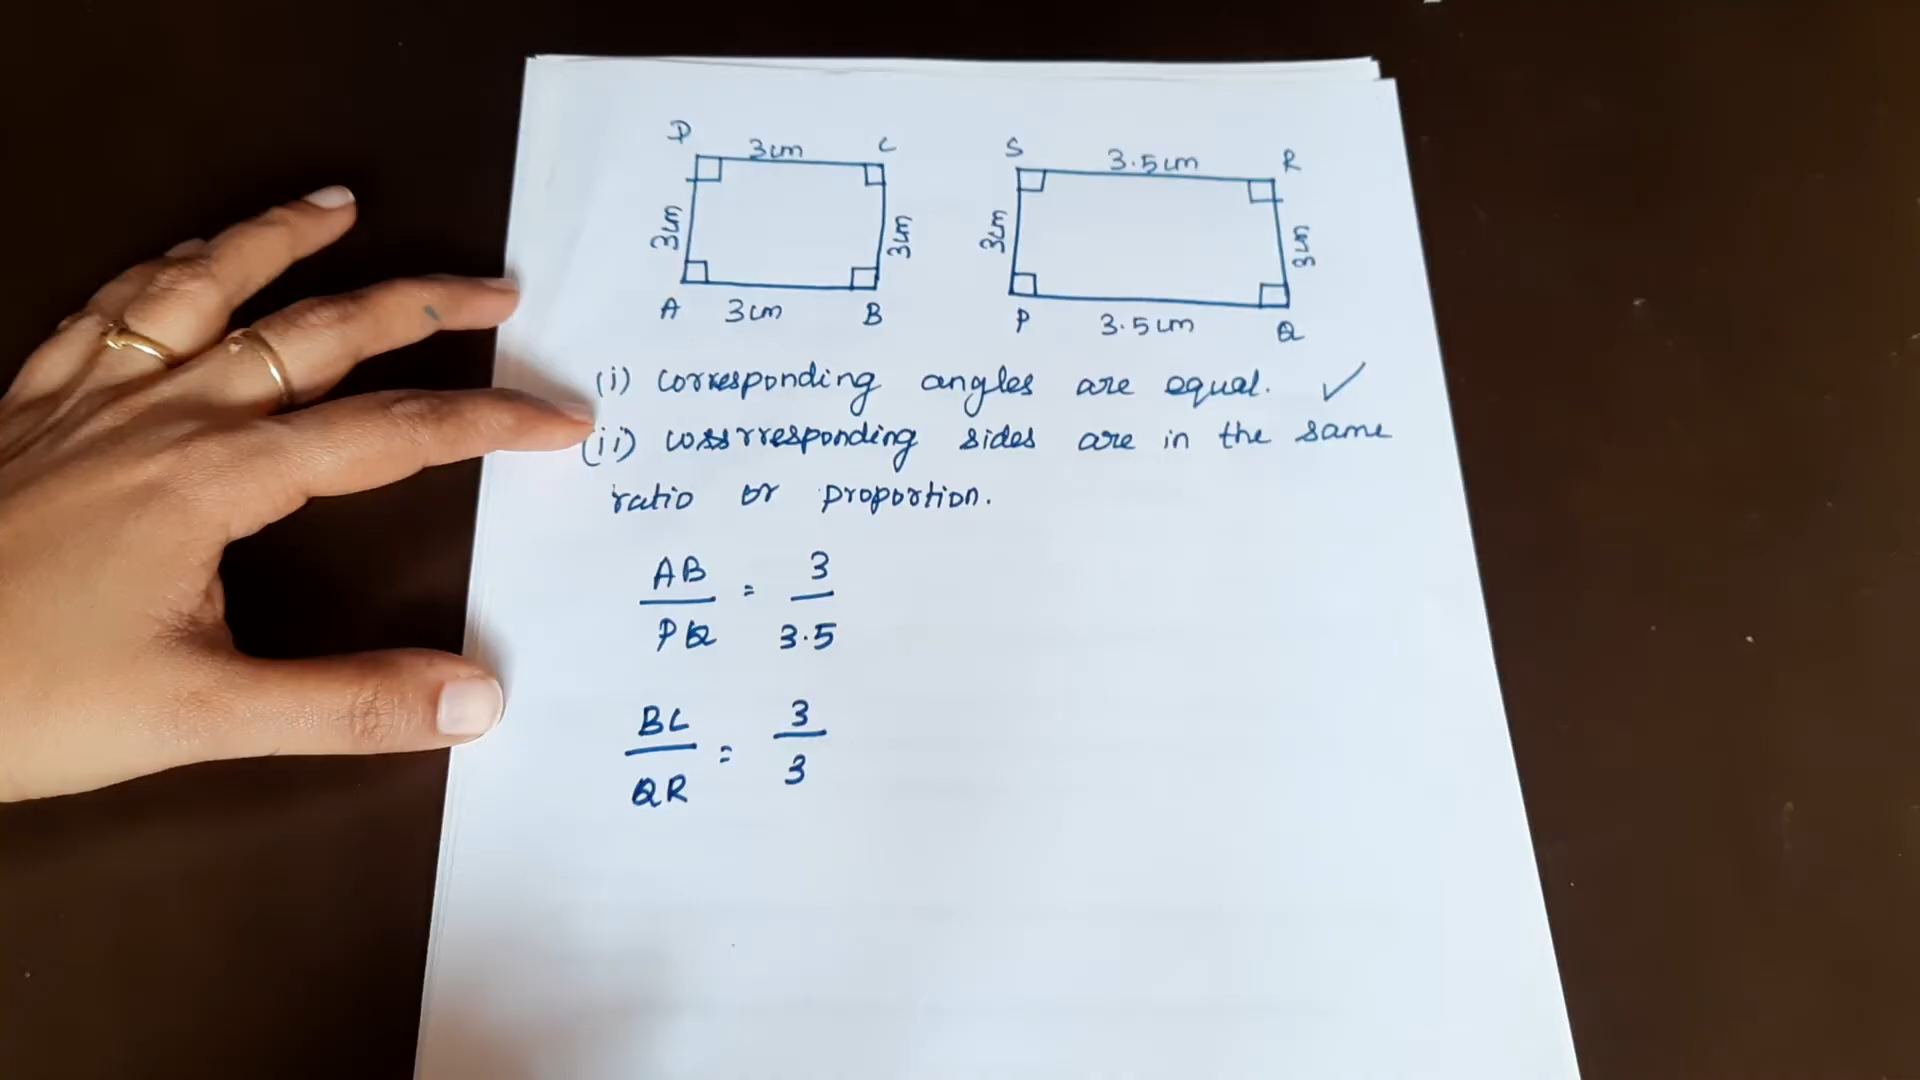 D 3cm C S 3.5cm R
3cm 3cm 3cm 3cm
A 3cm B P 3.5cm Q
(i) corresponding angles are equal. ✓
(ii) corresponding sides are in the same
ratio or proportion.
AB/PQ = 3/3.5
BC/QR = 3/3